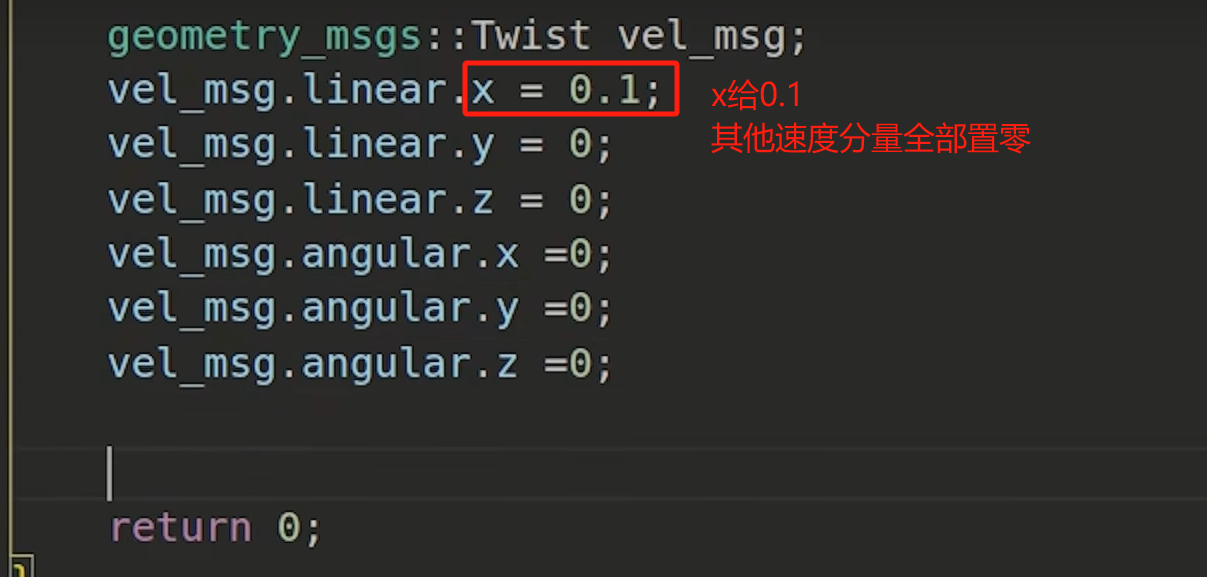 geometry_msgs::Twist vel_msg;
vel_msg.linear.x = 0.1;
x给0.1
其他速度分量全部置零
vel_msg.linear.y = 0;
vel_msg.linear.z = 0;
vel_msg.angular.x =0;
vel_msg.angular.y =0;
vel_msg.angular.z =0;
return 0;
}